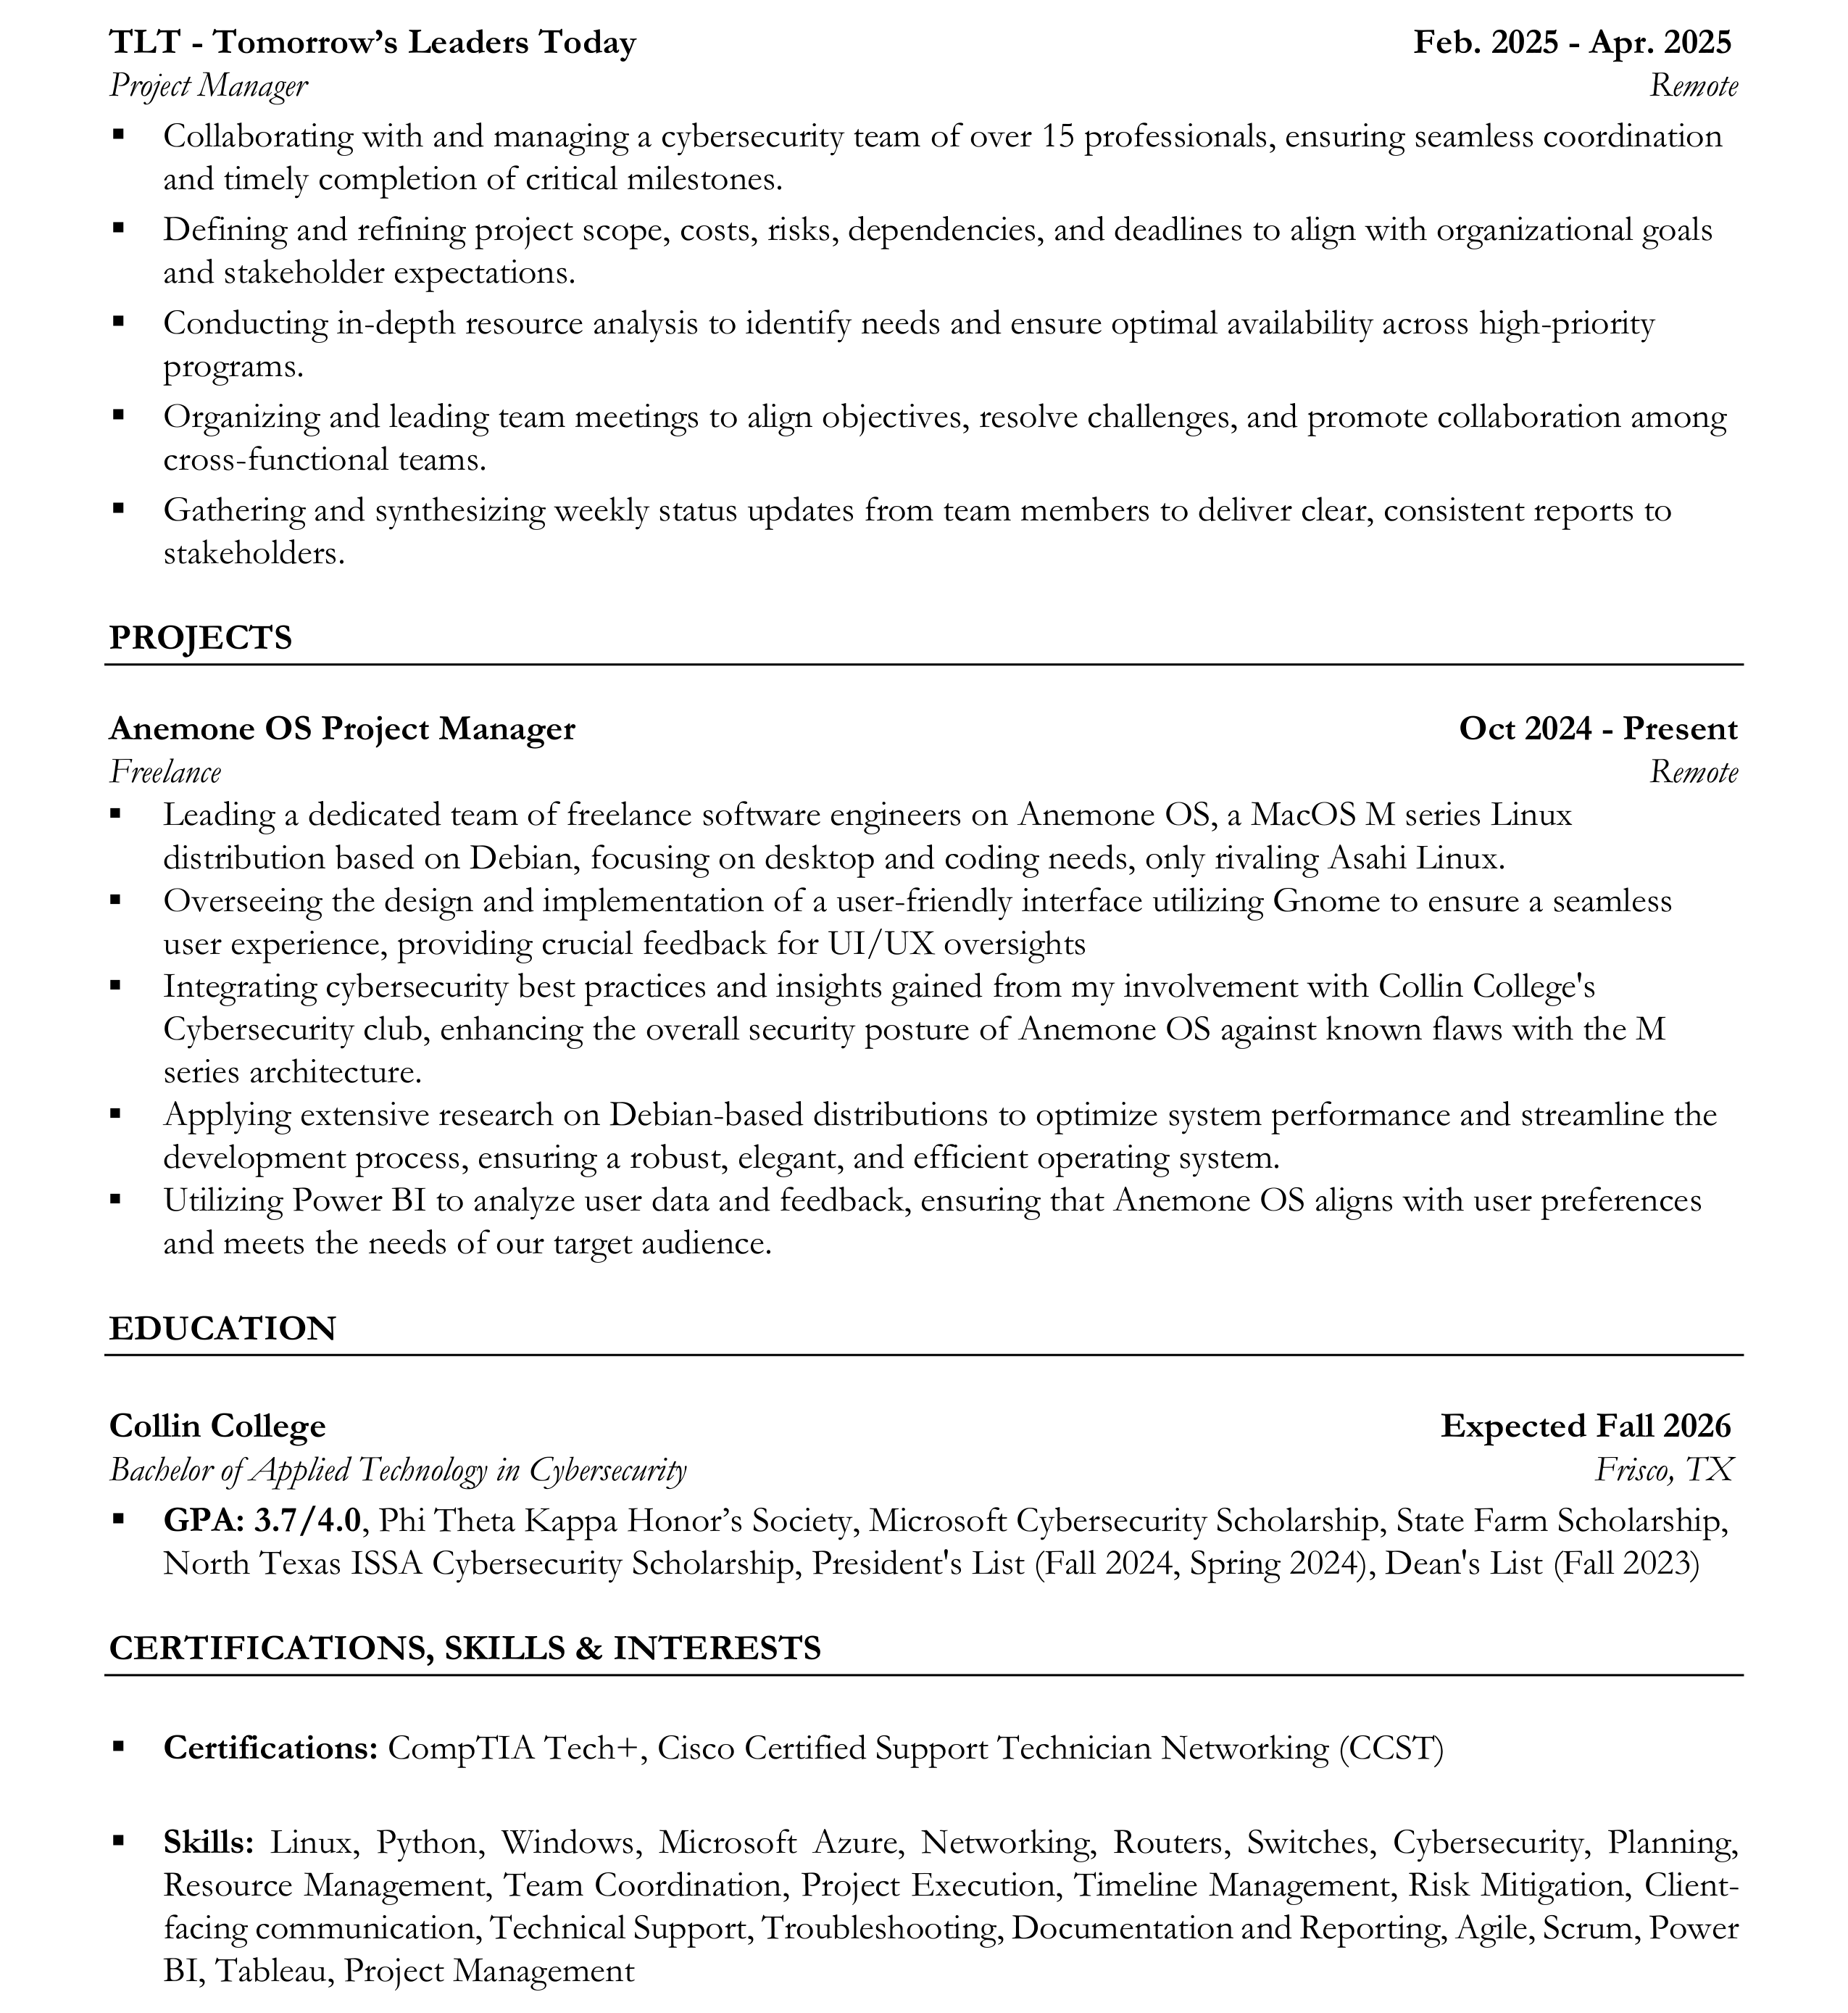 TLT - Tomorrow’s Leaders Today Feb. 2025 - Apr. 2025
Project Manager Remote
▪ Collaborating with and managing a cybersecurity team of over 15 professionals, ensuring seamless coordination
and timely completion of critical milestones.
▪ Defining and refining project scope, costs, risks, dependencies, and deadlines to align with organizational goals
and stakeholder expectations.
▪ Conducting in-depth resource analysis to identify needs and ensure optimal availability across high-priority
programs.
▪ Organizing and leading team meetings to align objectives, resolve challenges, and promote collaboration among
cross-functional teams.
▪ Gathering and synthesizing weekly status updates from team members to deliver clear, consistent reports to
stakeholders.
PROJECTS
Anemone OS Project Manager Oct 2024 - Present
Freelance Remote
▪ Leading a dedicated team of freelance software engineers on Anemone OS, a MacOS M series Linux
distribution based on Debian, focusing on desktop and coding needs, only rivaling Asahi Linux.
▪ Overseeing the design and implementation of a user-friendly interface utilizing Gnome to ensure a seamless
user experience, providing crucial feedback for UI/UX oversights
▪ Integrating cybersecurity best practices and insights gained from my involvement with Collin College's
Cybersecurity club, enhancing the overall security posture of Anemone OS against known flaws with the M
series architecture.
▪ Applying extensive research on Debian-based distributions to optimize system performance and streamline the
development process, ensuring a robust, elegant, and efficient operating system.
▪ Utilizing Power BI to analyze user data and feedback, ensuring that Anemone OS aligns with user preferences
and meets the needs of our target audience.
EDUCATION
Collin College Expected Fall 2026
Bachelor of Applied Technology in Cybersecurity Frisco, TX
▪ GPA: 3.7/4.0, Phi Theta Kappa Honor’s Society, Microsoft Cybersecurity Scholarship, State Farm Scholarship,
North Texas ISSA Cybersecurity Scholarship, President's List (Fall 2024, Spring 2024), Dean's List (Fall 2023)
CERTIFICATIONS, SKILLS & INTERESTS
▪ Certifications: CompTIA Tech+, Cisco Certified Support Technician Networking (CCST)
▪ Skills: Linux, Python, Windows, Microsoft Azure, Networking, Routers, Switches, Cybersecurity, Planning,
Resource Management, Team Coordination, Project Execution, Timeline Management, Risk Mitigation, Client-
facing communication, Technical Support, Troubleshooting, Documentation and Reporting, Agile, Scrum, Power
BI, Tableau, Project Management